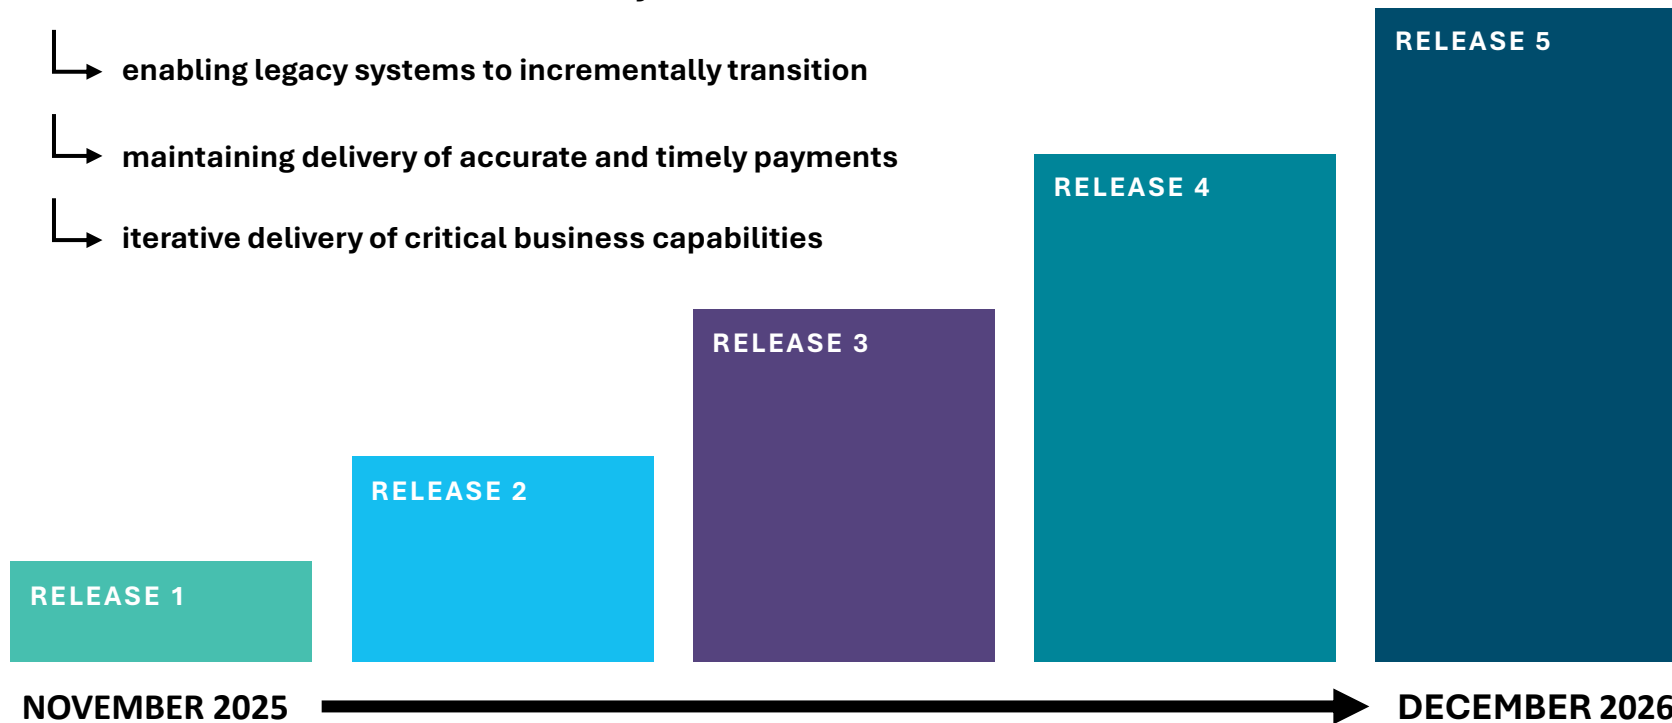 enabling legacy systems to incrementally transition
maintaining delivery of accurate and timely payments
iterative delivery of critical business capabilities
RELEASE 5
RELEASE 4
RELEASE 3
RELEASE 2
RELEASE 1
NOVEMBER 2025
DECEMBER 2026